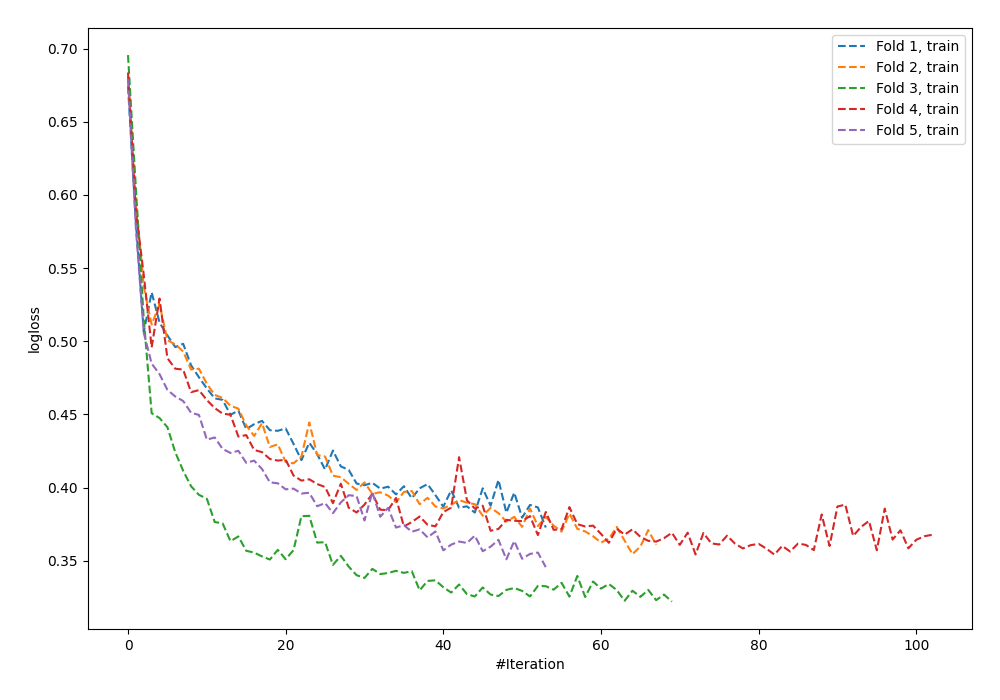 0.70
0.65
0.60
0.55
0.50
0.45
0.40
0.35
logloss
0
20
40
60
80
100
#Iteration
Fold 1, train
Fold 2, train
Fold 3, train
Fold 4, train
Fold 5, train